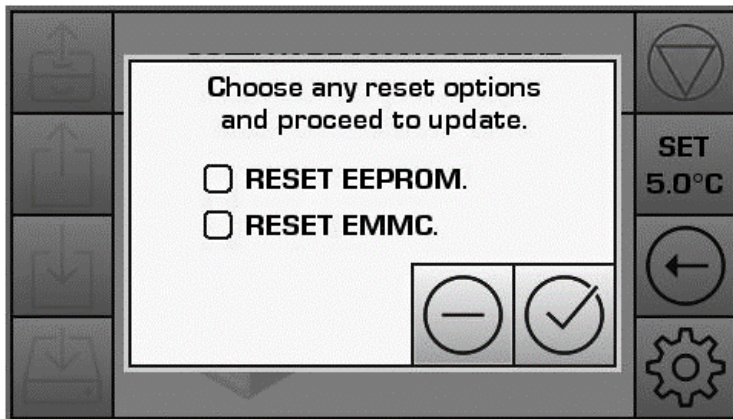 Choose any reset options
and proceed to update.
RESET EEPROM.
RESET EMMC.
SET
5.0°C